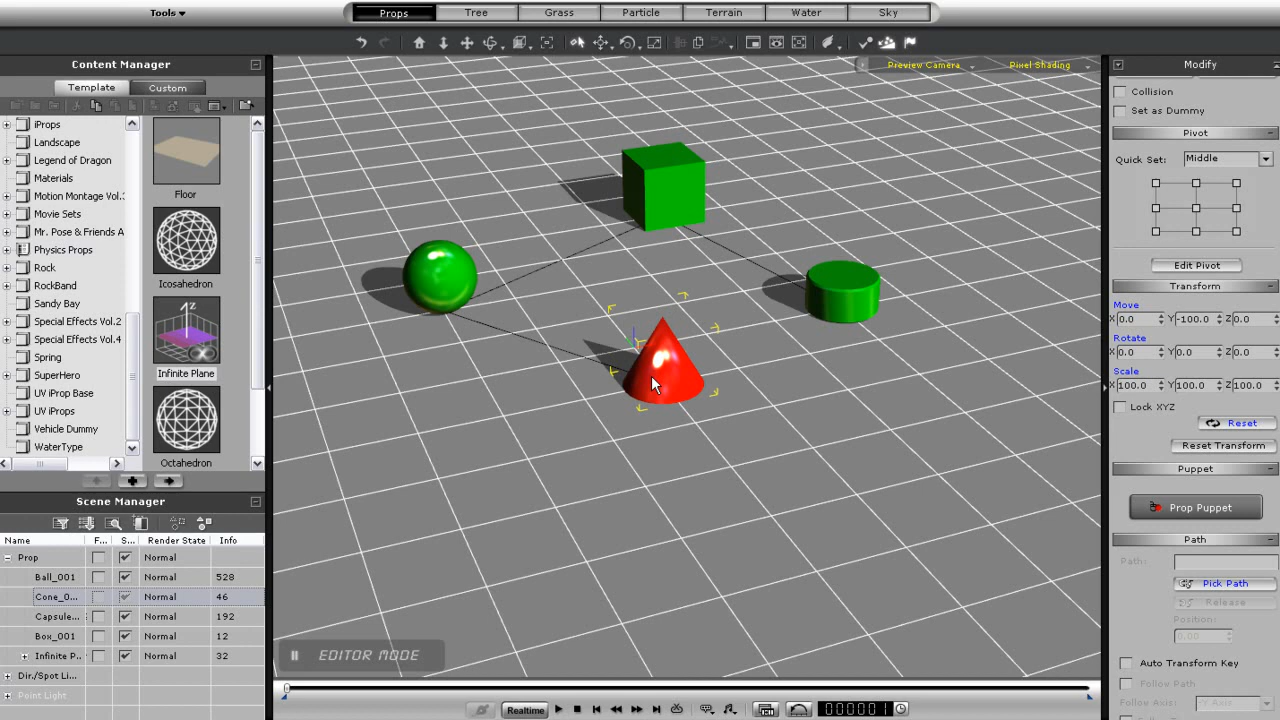 Tools
Props Tree Grass Particle Terrain Water Sky
Content Manager
Template Custom
iProps
Landscape
Legend of Dragon
Materials
Motion Montage Vol.
Movie Sets
Mr. Pose & Friends A
Physics Props
Rock
RockBand
Sandy Bay
Special Effects Vol.2
Special Effects Vol.4
Spring
SuperHero
UV iProp Base
UV iProps
Vehicle Dummy
WaterType
Floor
Icosahedron
Infinite Plane
Octahedron
Scene Manager
Name F... S... Render State Info
Prop Normal
Ball_001 Normal 528
Cone_0... Normal 46
Capsule... Normal 192
Box_001 Normal 12
Infinite P... Normal 32
Dir./Spot Li...
Point Light
Preview Camera Pixel Shading
Z
EDITOR MODE
Realtime 000001
Modify
Collision
Set as Dummy
Pivot
Quick Set: Middle
Edit Pivot
Transform
Move
X 0.0 Y -100.0 Z 0.0
Rotate
X 0.0 Y 0.0 Z 0.0
Scale
X 100.0 Y 100.0 Z 100.0
Lock XYZ
Reset
Reset Transform
Puppet
Prop Puppet
Path
Path:
Pick Path
Release
Position:
0.00
Auto Transform Key
Follow Path